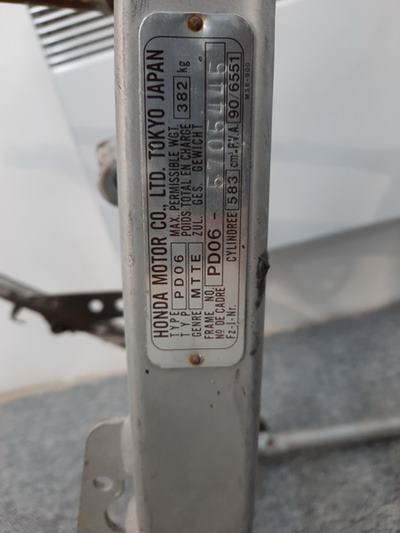 HONDA MOTOR CO., LTD. TOKYO JAPAN
TYPE PD06 MAX. PERMISSIBLE WGT.
TYP POIDS TOTAL EN CHARGE 382 kg
GENRE MTTE ZUL. GES. GEWICHT
FRAME NO. PD06-5705445
Nº DE CADRE
Fz-I-Nr. CYLINDREE 583 cm³-P.V.A. 90/6551